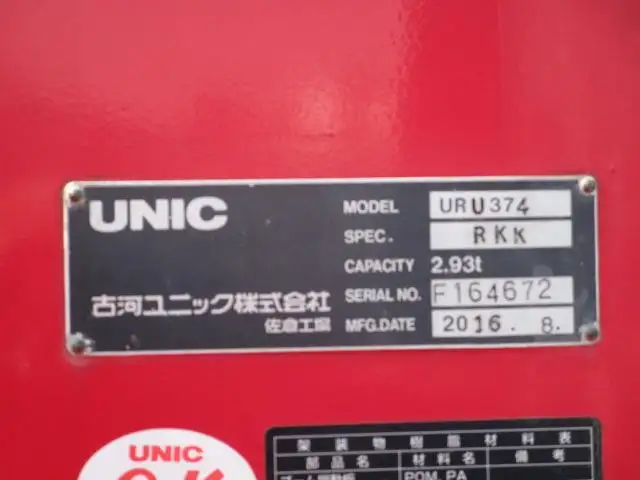 UNIC
MODEL URU374
SPEC. RKK
CAPACITY 2.93t
古河ユニック株式会社
SERIAL NO. F164672
佐倉工場
MFG.DATE 2016. 8.
UNIC
架装物樹脂材料表
部品名 材料名 備考
POM, PA